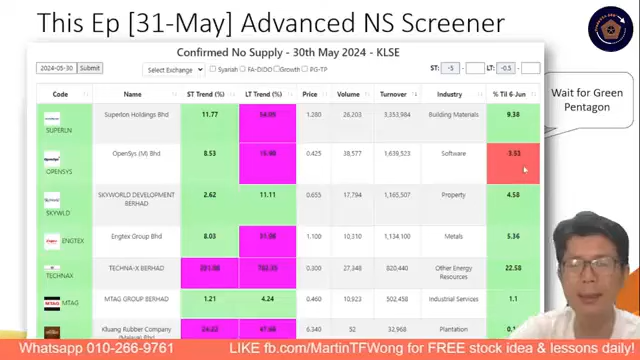 This Ep [31-May] Advanced NS Screener
Confirmed No Supply - 30th May 2024 - KLSE
2024-05-30 Submit Select Exchange Syariah FA-DIDO Growth PG-TP ST: -5 - LT: -0.5 -
Code Name ST Trend (%) LT Trend (%) Price Volume Turnover Industry % Til 6-Jun
SUPERLN Superlon Holdings Bhd 11.77 1.280 26,203 3,353,984 Building Materials 9.38
OPENSYS OpenSys (M) Bhd 8.53 0.425 38,577 1,639,523 Software 3.53
SKYWLD SKYWORLD DEVELOPMENT BERHAD 2.62 11.11 0.655 17,794 1,165,507 Property 4.58
ENGTEX Engtex Group Bhd 8.03 1.100 10,310 1,134,100 Metals 5.36
TECHNAX TECHNA-X BERHAD 0.300 27,348 820,440 Other Energy Resources 22.58
MTAG MTAG GROUP BERHAD 1.21 4.24 0.460 10,923 502,458 Industrial Services 1.1
Kluang Rubber Company 6.340 52 32,968 Plantation
Wait for Green
Pentagon
Whatsapp 010-266-9761 LIKE fb.com/MartinTFWong for FREE stock idea & lessons daily!